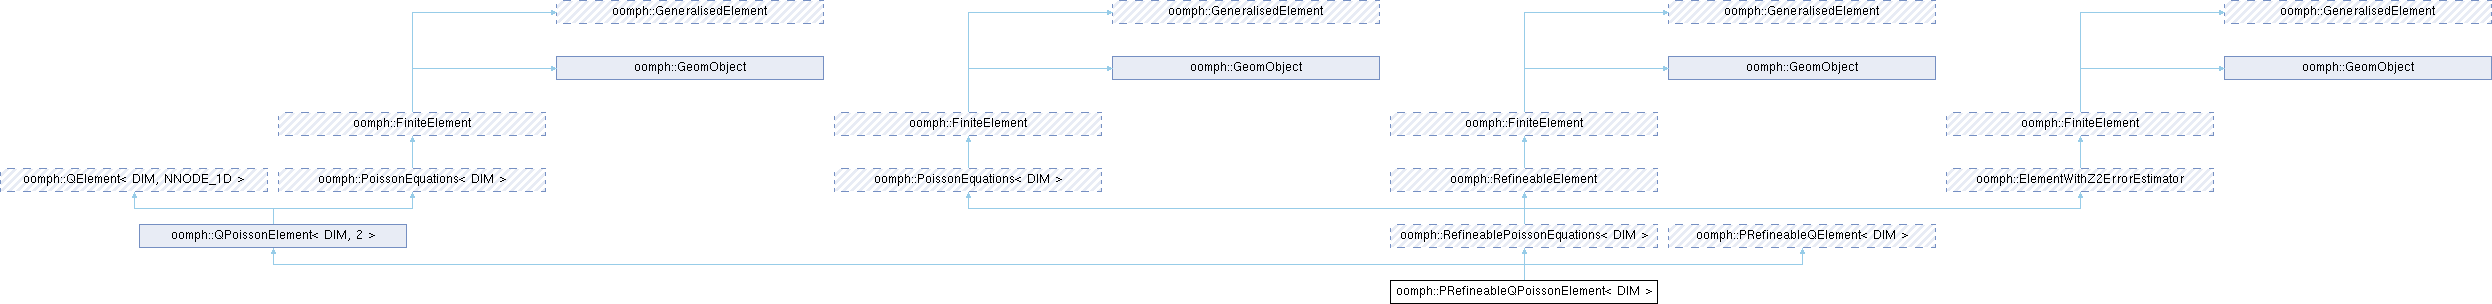 oomph::GeneralisedElement oomph::GeneralisedElement oomph::GeneralisedElement oomph::GeneralisedElement
oomph::GeomObject oomph::GeomObject oomph::GeomObject oomph::GeomObject
oomph::FiniteElement oomph::FiniteElement oomph::FiniteElement oomph::FiniteElement
oomph::QElement< DIM, NNODE_1D > oomph::PoissonEquations< DIM > oomph::PoissonEquations< DIM > oomph::RefineableElement oomph::ElementWithZ2ErrorEstimator
oomph::QPoissonElement< DIM, 2 > oomph::RefineablePoissonEquations< DIM > oomph::PRefineableQElement< DIM >
oomph::PRefineableQPoissonElement< DIM >